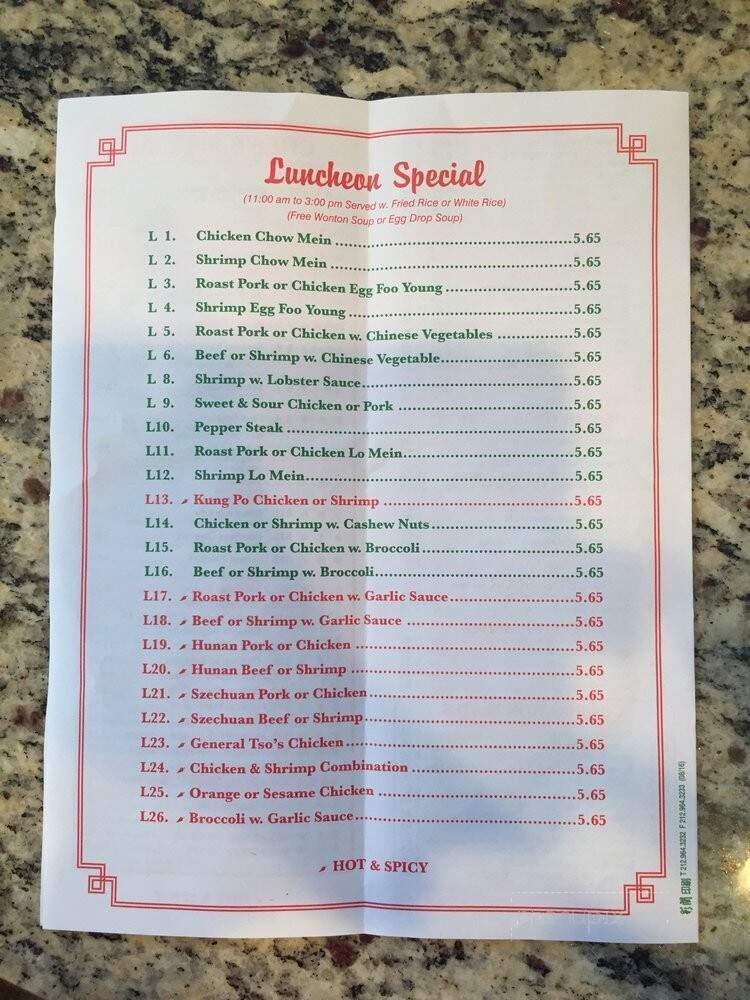 Luncheon Special
(11:00 am to 3:00 pm Served w. Fried Rice or White Rice)
(Free Wonton Soup or Egg Drop Soup)
L 1. Chicken Chow Mein ........................5.65
L 2. Shrimp Chow Mein ........................5.65
L 3. Roast Pork or Chicken Egg Foo Young ........................5.65
L 4. Shrimp Egg Foo Young ........................5.65
L 5. Roast Pork or Chicken w. Chinese Vegetables ........................5.65
L 6. Beef or Shrimp w. Chinese Vegetable........................5.65
L 8. Shrimp w. Lobster Sauce........................5.65
L 9. Sweet & Sour Chicken or Pork ........................5.65
L10. Pepper Steak ........................5.65
L11. Roast Pork or Chicken Lo Mein........................5.65
L12. Shrimp Lo Mein........................5.65
L13. Kung Po Chicken or Shrimp ........................5.65
L14. Chicken or Shrimp w. Cashew Nuts........................5.65
L15. Roast Pork or Chicken w. Broccoli........................5.65
L16. Beef or Shrimp w. Broccoli........................5.65
L17. Roast Pork or Chicken w. Garlic Sauce........................5.65
L18. Beef or Shrimp w. Garlic Sauce ........................5.65
L19. Hunan Pork or Chicken ........................5.65
L20. Hunan Beef or Shrimp ........................5.65
L21. Szechuan Pork or Chicken........................5.65
L22. Szechuan Beef or Shrimp........................5.65
L23. General Tso's Chicken........................5.65
L24. Chicken & Shrimp Combination ........................5.65
L25. Orange or Sesame Chicken ........................5.65
L26. Broccoli w. Garlic Sauce........................5.65
HOT & SPICY
印刷 T 212.964.3232 F 212.964.3233 (08/16)